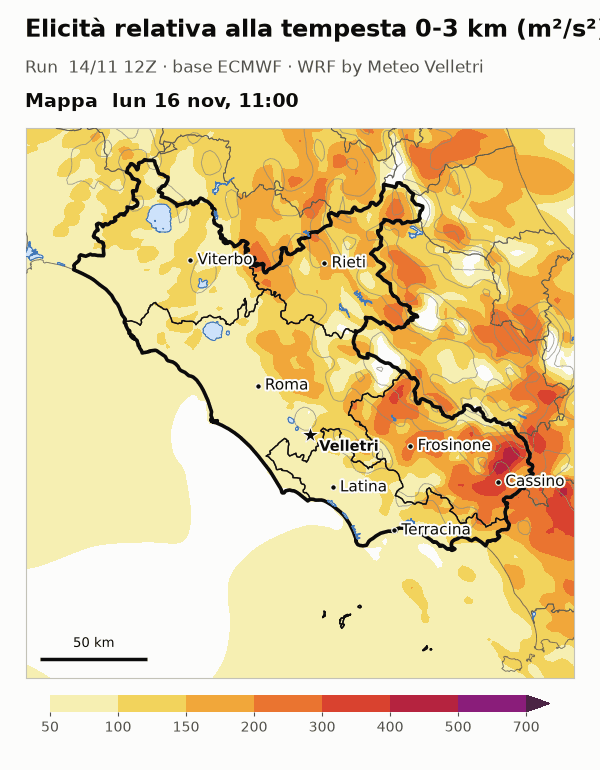 Elicità relativa alla tempesta 0-3 km (m²/s²)
Run 14/11 12Z · base ECMWF · WRF by Meteo Velletri
Mappa lun 16 nov, 11:00
Viterbo
Rieti
Roma
Velletri
Frosinone
Latina
Cassino
Terracina
50 km
50 100 150 200 300 400 500 700